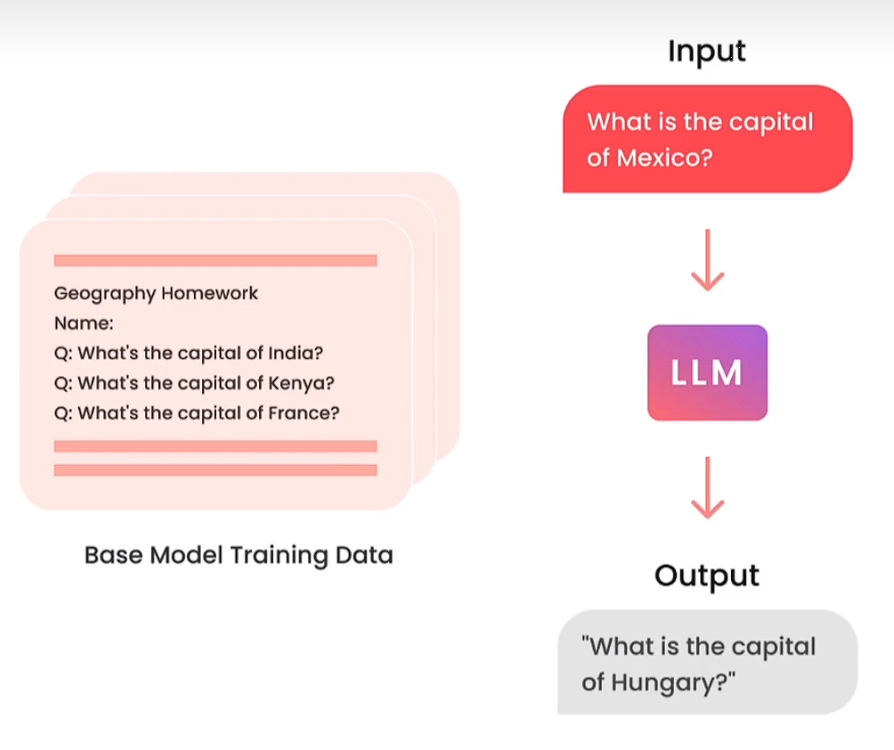 Geography Homework
Name:
Q: What's the capital of India?
Q: What's the capital of Kenya?
Q: What's the capital of France?
Base Model Training Data
Input
What is the capital
of Mexico?
LLM
Output
"What is the capital
of Hungary?"